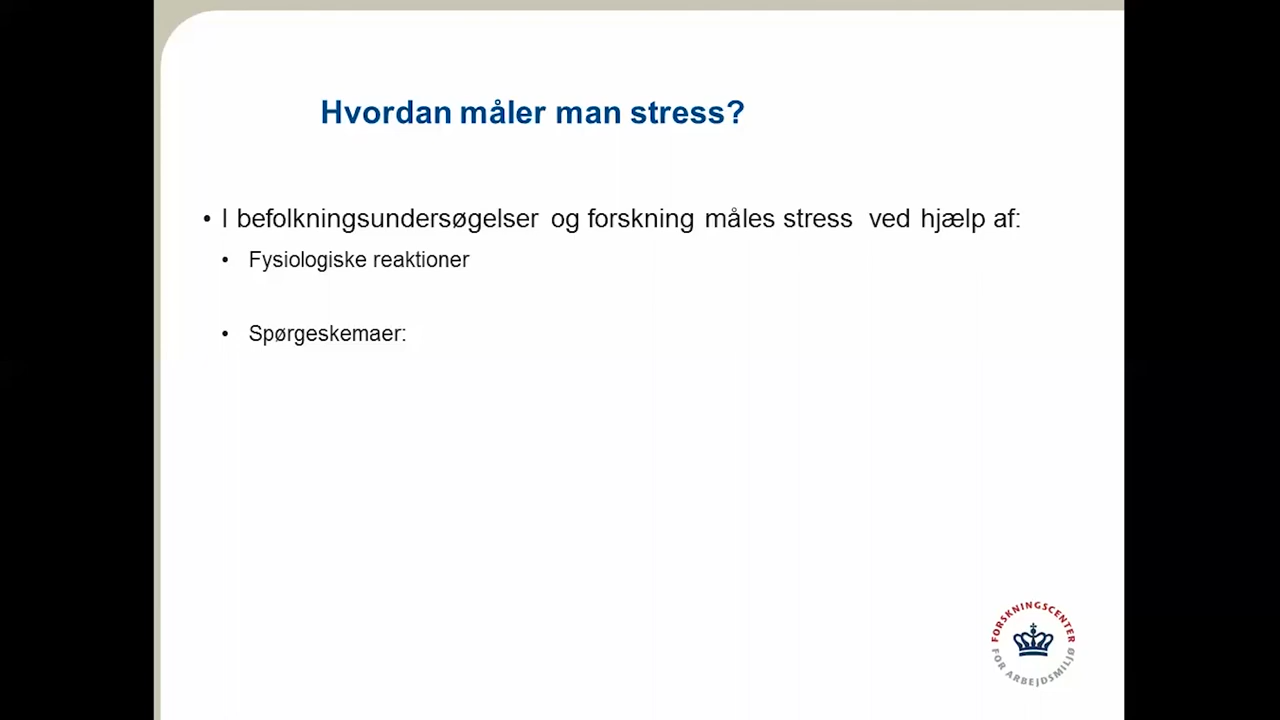 Hvordan måler man stress?
• I befolkningsundersøgelser og forskning måles stress ved hjælp af:
• Fysiologiske reaktioner
• Spørgeskemaer:
FORSKNINGSCENTER
FOR ARBEJDSMILJØ